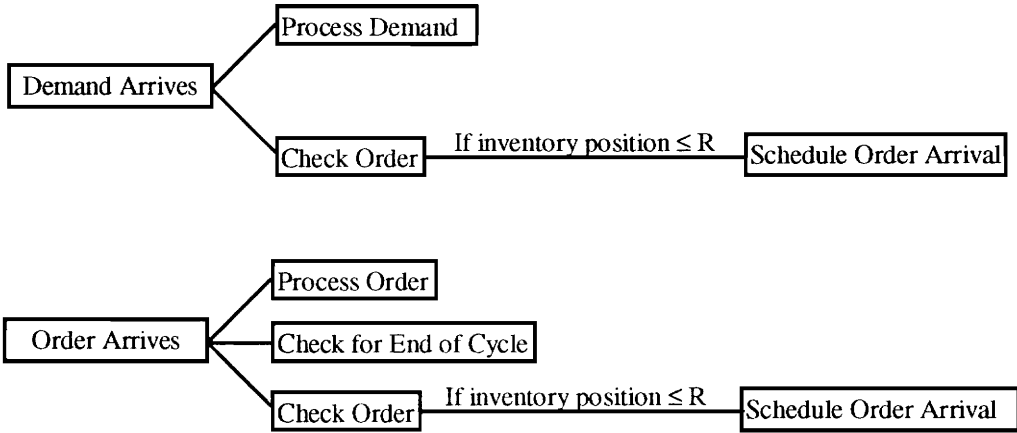 Process Demand
Demand Arrives
Check Order
If inventory position ≤ R
Schedule Order Arrival
Process Order
Order Arrives
Check for End of Cycle
Check Order
If inventory position ≤ R
Schedule Order Arrival